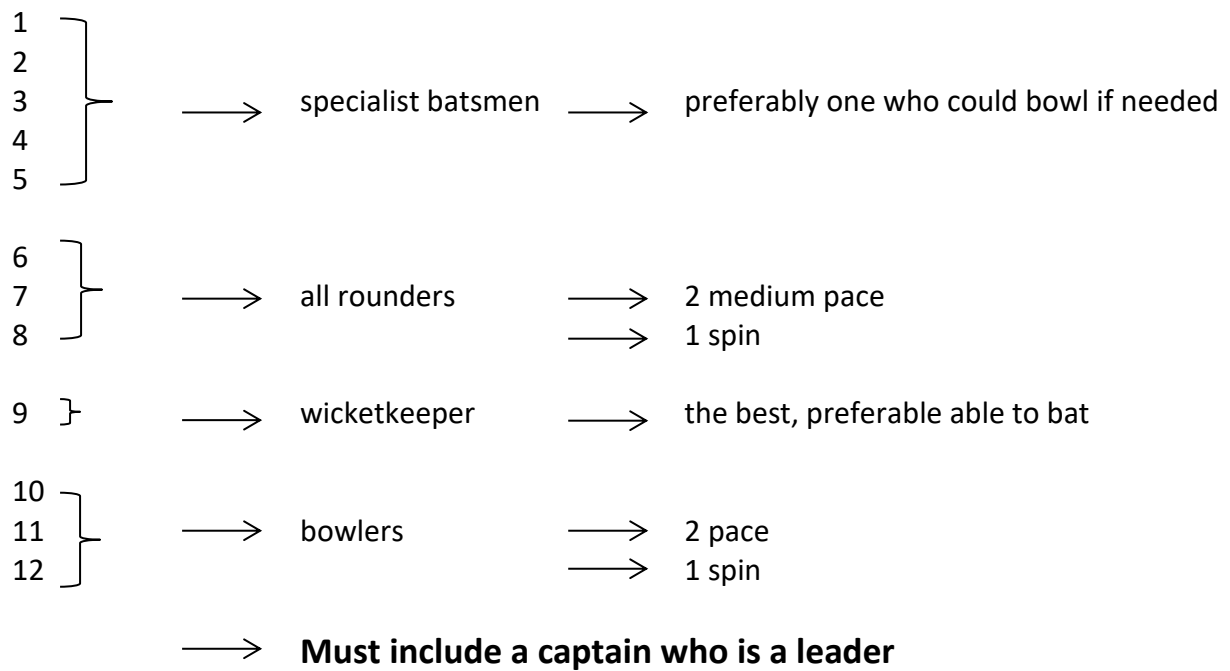 1
2
3 specialist batsmen preferably one who could bowl if needed
4
5
6
7 all rounders 2 medium pace
8 1 spin
9 wicketkeeper the best, preferable able to bat
10
11 bowlers 2 pace
12 1 spin
Must include a captain who is a leader